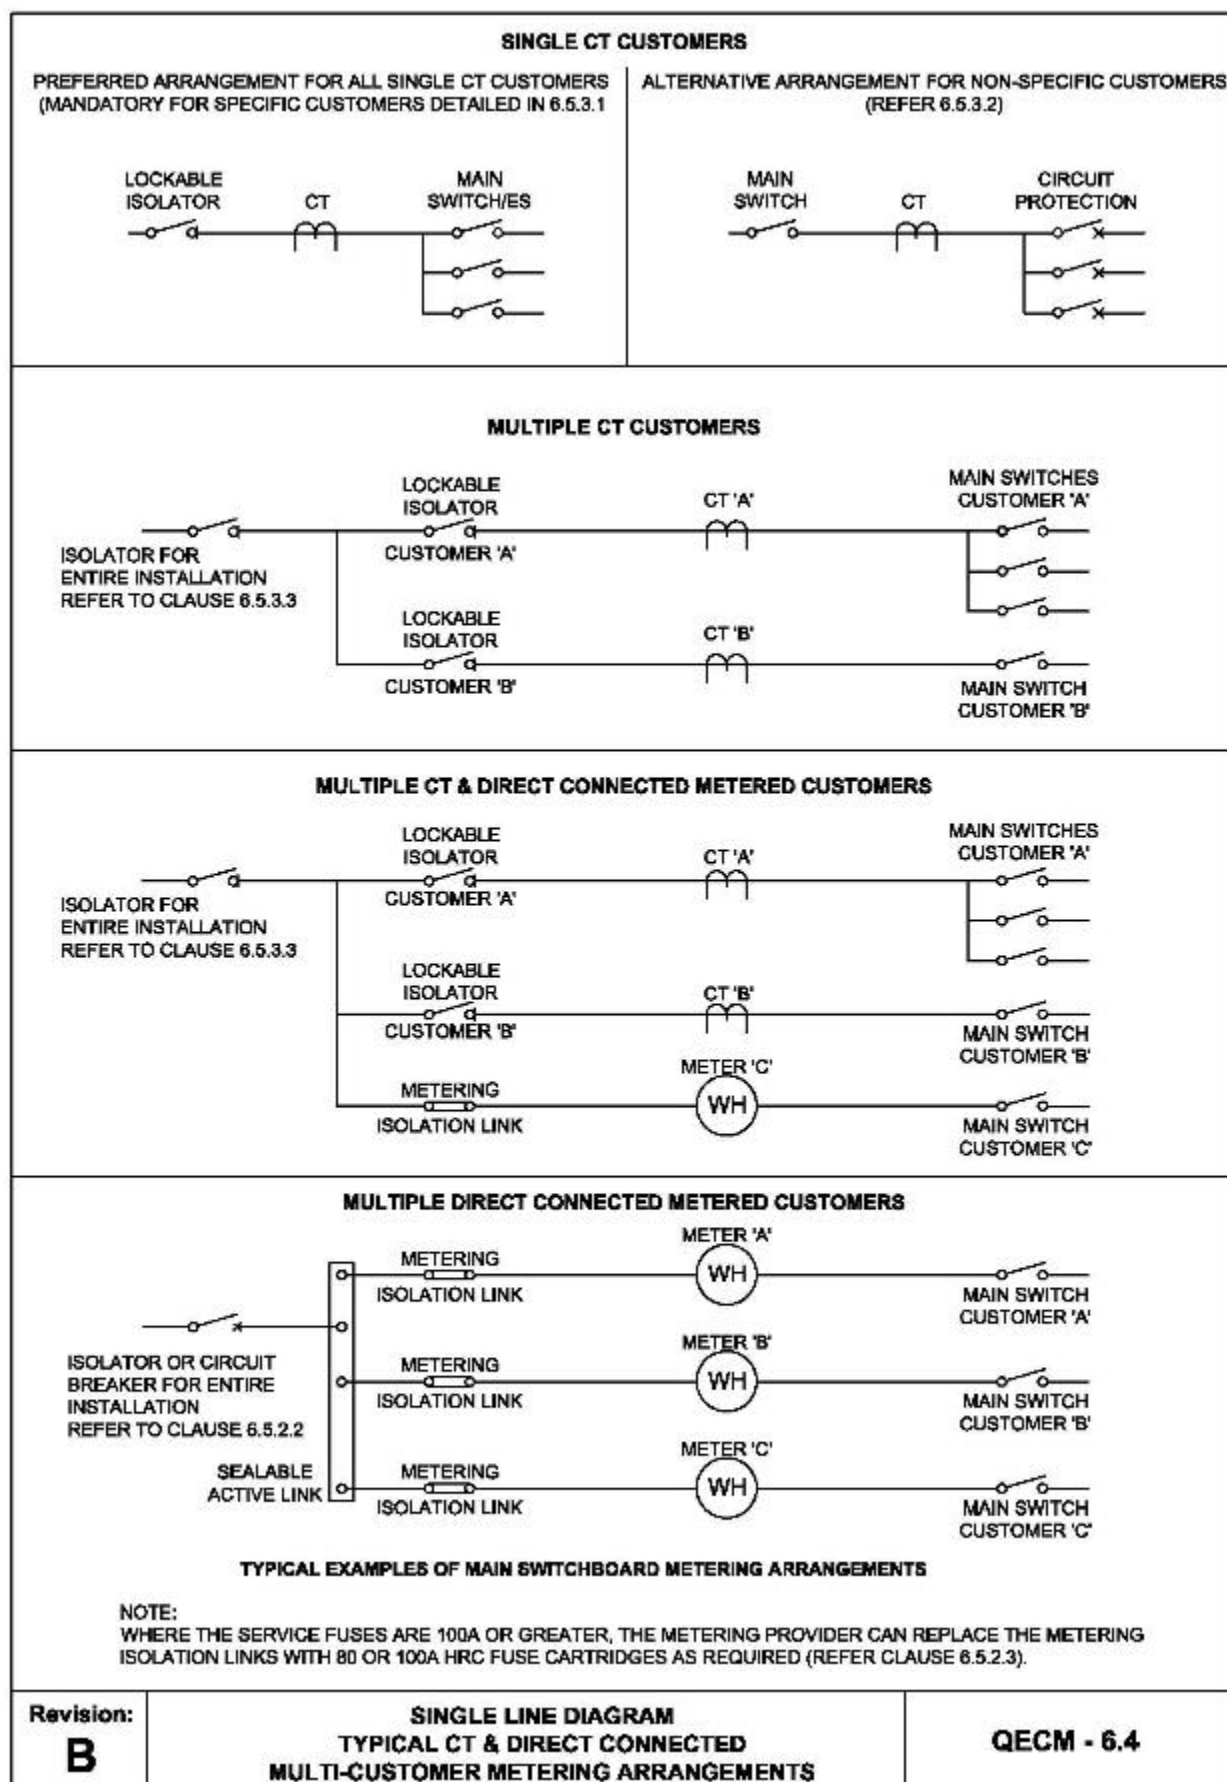 SINGLE CT CUSTOMERS
PREFERRED ARRANGEMENT FOR ALL SINGLE CT CUSTOMERS
(MANDATORY FOR SPECIFIC CUSTOMERS DETAILED IN 6.5.3.1
LOCKABLE
ISOLATOR
CT
MAIN
SWITCH/ES
ALTERNATIVE ARRANGEMENT FOR NON-SPECIFIC CUSTOMERS
(REFER 6.5.3.2)
MAIN
SWITCH
CT
CIRCUIT
PROTECTION
MULTIPLE CT CUSTOMERS
ISOLATOR FOR
ENTIRE INSTALLATION
REFER TO CLAUSE 6.5.3.3
LOCKABLE
ISOLATOR
CUSTOMER 'A'
CT 'A'
MAIN SWITCHES
CUSTOMER 'A'
LOCKABLE
ISOLATOR
CUSTOMER 'B'
CT 'B'
MAIN SWITCH
CUSTOMER 'B'
MULTIPLE CT & DIRECT CONNECTED METERED CUSTOMERS
ISOLATOR FOR
ENTIRE INSTALLATION
REFER TO CLAUSE 6.5.3.3
LOCKABLE
ISOLATOR
CUSTOMER 'A'
CT 'A'
MAIN SWITCHES
CUSTOMER 'A'
LOCKABLE
ISOLATOR
CUSTOMER 'B'
CT 'B'
MAIN SWITCH
CUSTOMER 'B'
METERING
ISOLATION LINK
METER 'C'
WH
MAIN SWITCH
CUSTOMER 'C'
MULTIPLE DIRECT CONNECTED METERED CUSTOMERS
ISOLATOR OR CIRCUIT
BREAKER FOR ENTIRE
INSTALLATION
REFER TO CLAUSE 6.5.2.2
SEALABLE
ACTIVE LINK
METERING
ISOLATION LINK
METER 'A'
WH
MAIN SWITCH
CUSTOMER 'A'
METERING
ISOLATION LINK
METER 'B'
WH
MAIN SWITCH
CUSTOMER 'B'
METERING
ISOLATION LINK
METER 'C'
WH
MAIN SWITCH
CUSTOMER 'C'
TYPICAL EXAMPLES OF MAIN SWITCHBOARD METERING ARRANGEMENTS
NOTE:
WHERE THE SERVICE FUSES ARE 100A OR GREATER, THE METERING PROVIDER CAN REPLACE THE METERING
ISOLATION LINKS WITH 80 OR 100A HRC FUSE CARTRIDGES AS REQUIRED (REFER CLAUSE 6.5.2.3).
Revision:
B
SINGLE LINE DIAGRAM
TYPICAL CT & DIRECT CONNECTED
MULTI-CUSTOMER METERING ARRANGEMENTS
QECM - 6.4